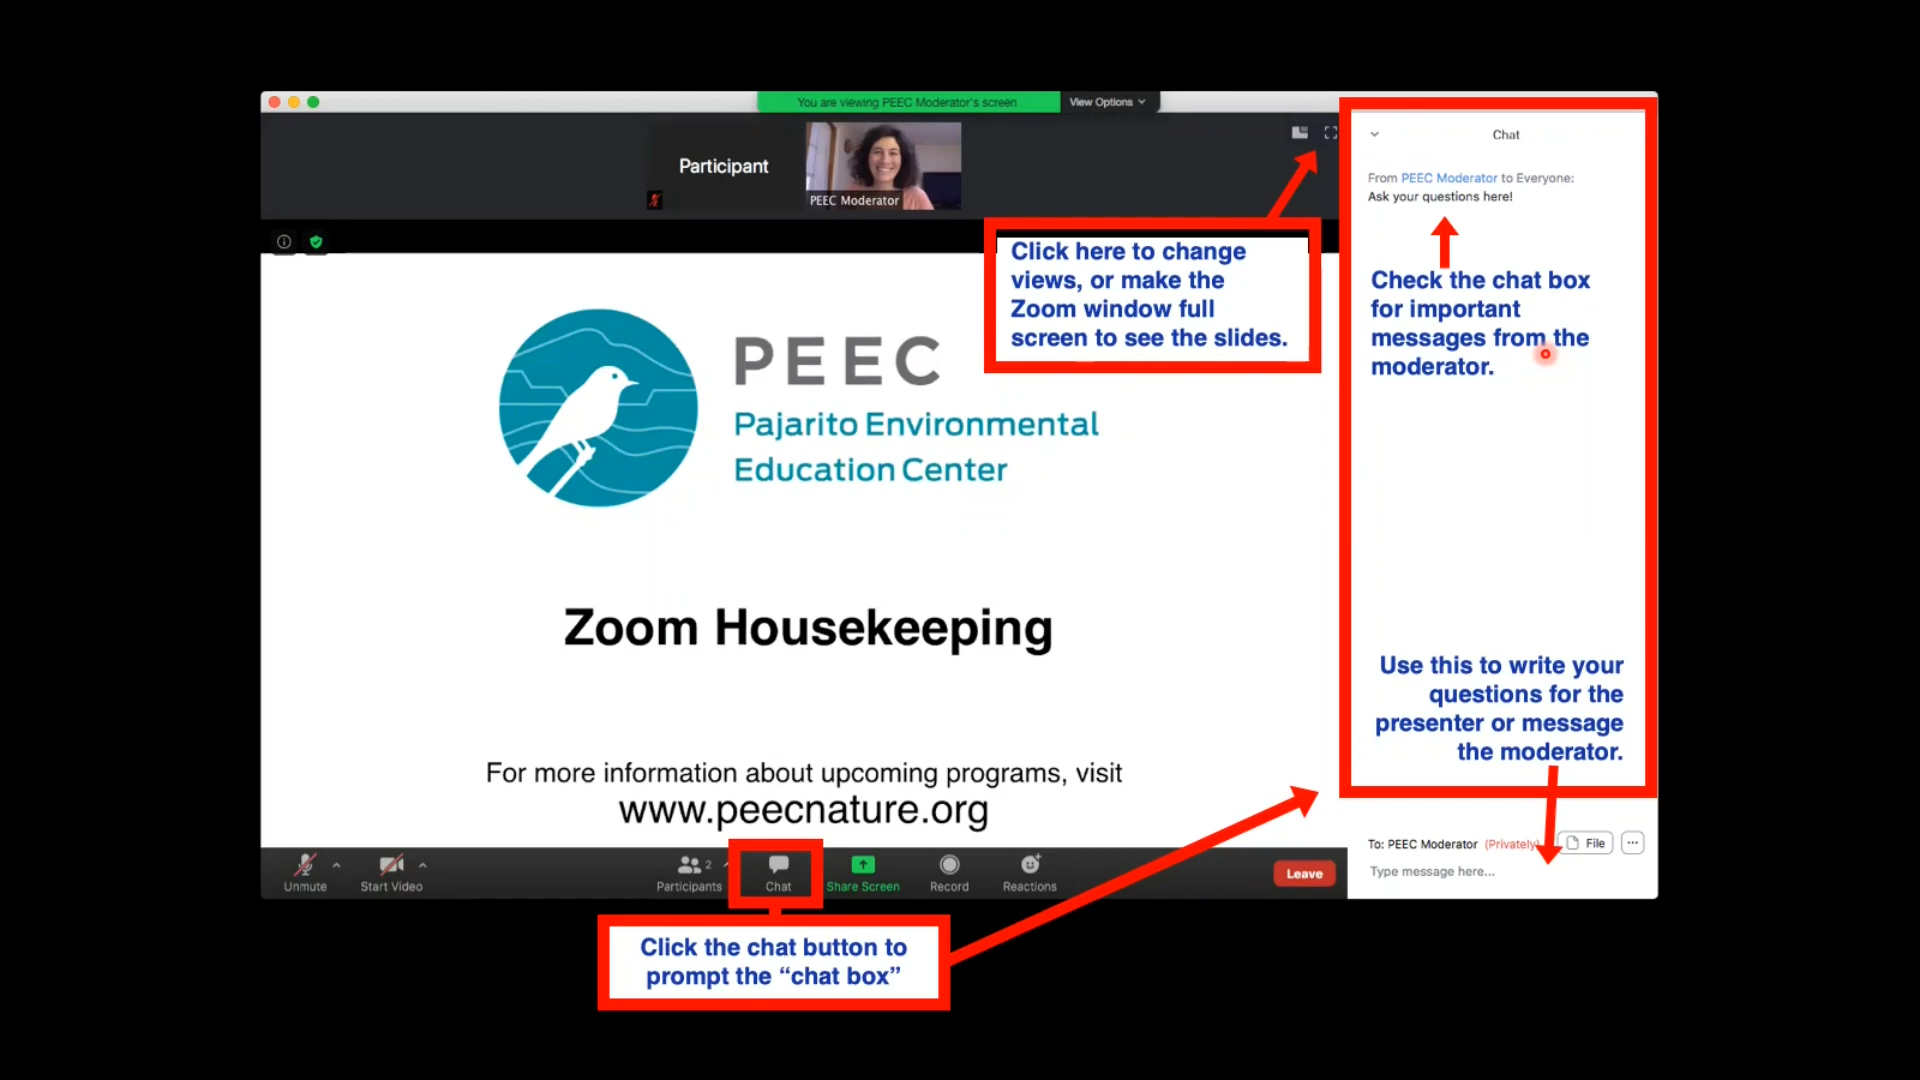 You are viewing PEEC Moderator's screen
View Options
Participant
PEEC Moderator
Chat
From PEEC Moderator to Everyone:
Ask your questions here!
Click here to change
views, or make the
Zoom window full
screen to see the slides.
Check the chat box
for important
messages from the
moderator.
PEEC
Pajarito Environmental
Education Center
Zoom Housekeeping
Use this to write your
questions for the
presenter or message
the moderator.
For more information about upcoming programs, visit
www.peecnature.org
To: PEEC Moderator (Privately)
File
Type message here...
Unmute
Start Video
2
Participants
Chat
Share Screen
Record
Reactions
Leave
Click the chat button to
prompt the “chat box”